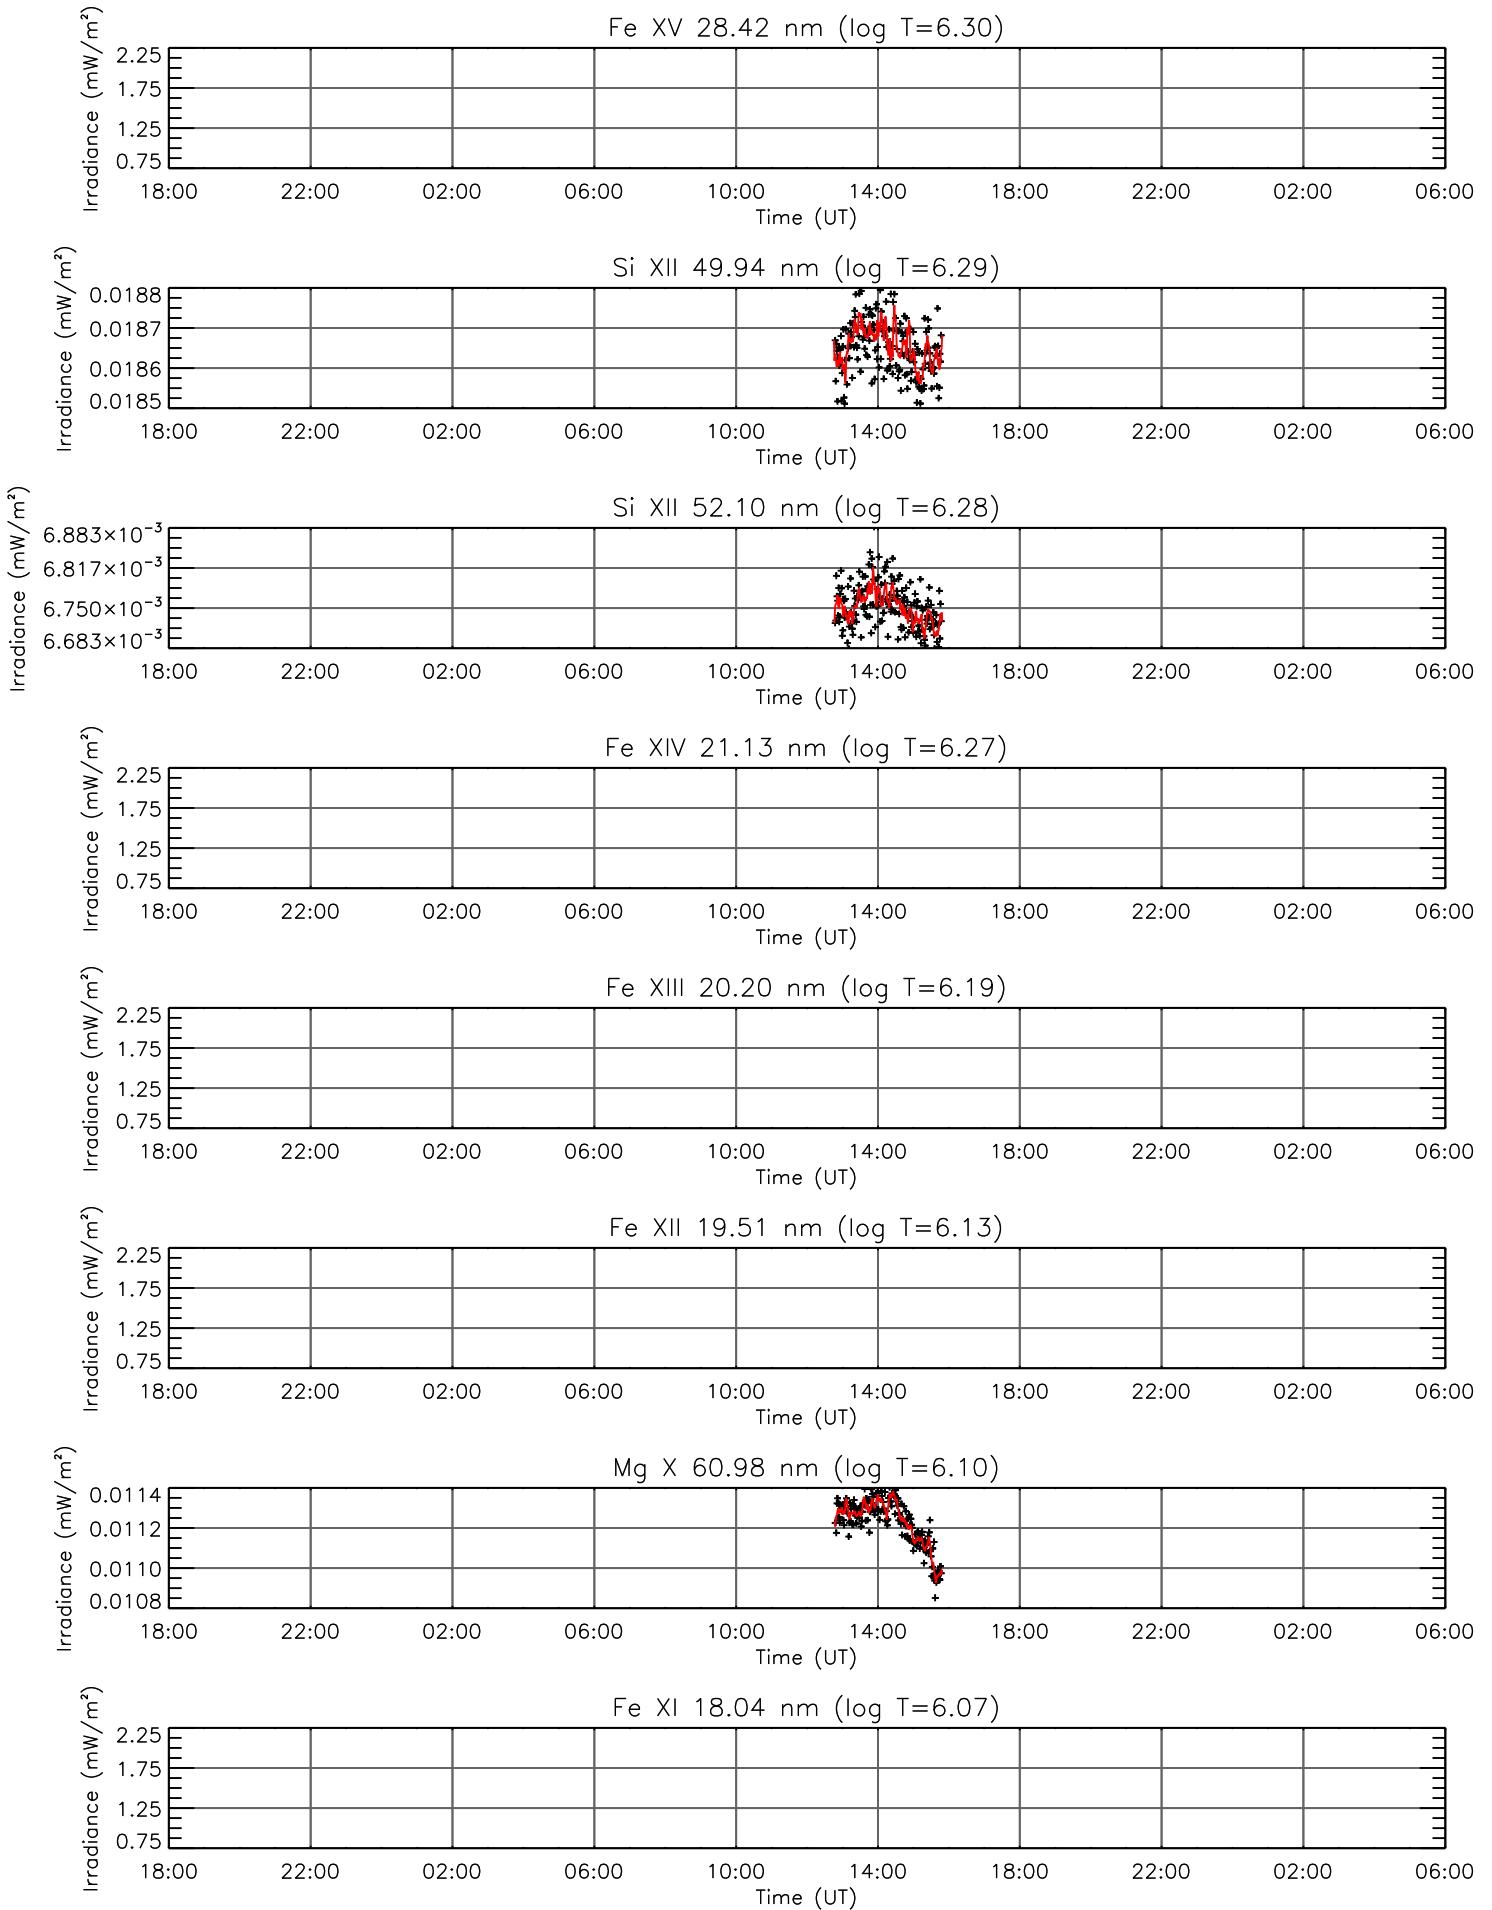 Fe XV 28.42 nm (log T=6.30)
Irradiance (mW/m²)
2.25
1.75
1.25
0.75
18:00 22:00 02:00 06:00 10:00 14:00 18:00 22:00 02:00 06:00
Time (UT)
Si XII 49.94 nm (log T=6.29)
Irradiance (mW/m²)
0.0188
0.0187
0.0186
0.0185
18:00 22:00 02:00 06:00 10:00 14:00 18:00 22:00 02:00 06:00
Time (UT)
Si XII 52.10 nm (log T=6.28)
Irradiance (mW/m²)
6.883×10⁻³
6.817×10⁻³
6.750×10⁻³
6.683×10⁻³
18:00 22:00 02:00 06:00 10:00 14:00 18:00 22:00 02:00 06:00
Time (UT)
Fe XIV 21.13 nm (log T=6.27)
Irradiance (mW/m²)
2.25
1.75
1.25
0.75
18:00 22:00 02:00 06:00 10:00 14:00 18:00 22:00 02:00 06:00
Time (UT)
Fe XIII 20.20 nm (log T=6.19)
Irradiance (mW/m²)
2.25
1.75
1.25
0.75
18:00 22:00 02:00 06:00 10:00 14:00 18:00 22:00 02:00 06:00
Time (UT)
Fe XII 19.51 nm (log T=6.13)
Irradiance (mW/m²)
2.25
1.75
1.25
0.75
18:00 22:00 02:00 06:00 10:00 14:00 18:00 22:00 02:00 06:00
Time (UT)
Mg X 60.98 nm (log T=6.10)
Irradiance (mW/m²)
0.0114
0.0112
0.0110
0.0108
18:00 22:00 02:00 06:00 10:00 14:00 18:00 22:00 02:00 06:00
Time (UT)
Fe XI 18.04 nm (log T=6.07)
Irradiance (mW/m²)
2.25
1.75
1.25
0.75
18:00 22:00 02:00 06:00 10:00 14:00 18:00 22:00 02:00 06:00
Time (UT)